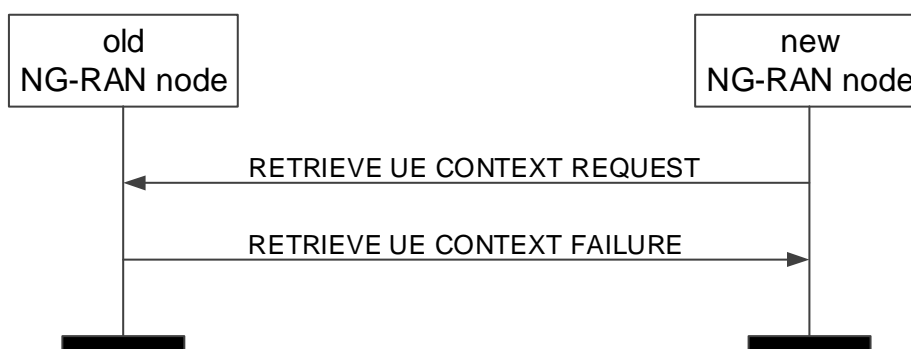 old
NG-RAN node
new
NG-RAN node
RETRIEVE UE CONTEXT REQUEST
RETRIEVE UE CONTEXT FAILURE